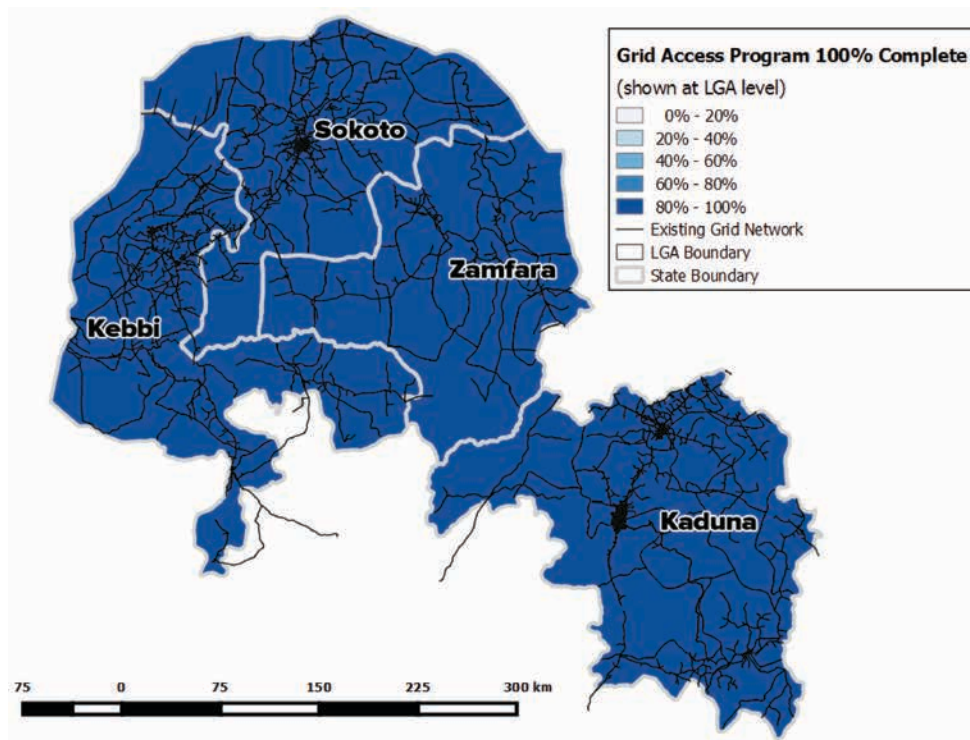 Grid Access Program 100% Complete
(shown at LGA level)
0% - 20%
20% - 40%
40% - 60%
60% - 80%
80% - 100%
Existing Grid Network
LGA Boundary
State Boundary
Sokoto
Zamfara
Kebbi
Kaduna
75 0 75 150 225 300 km